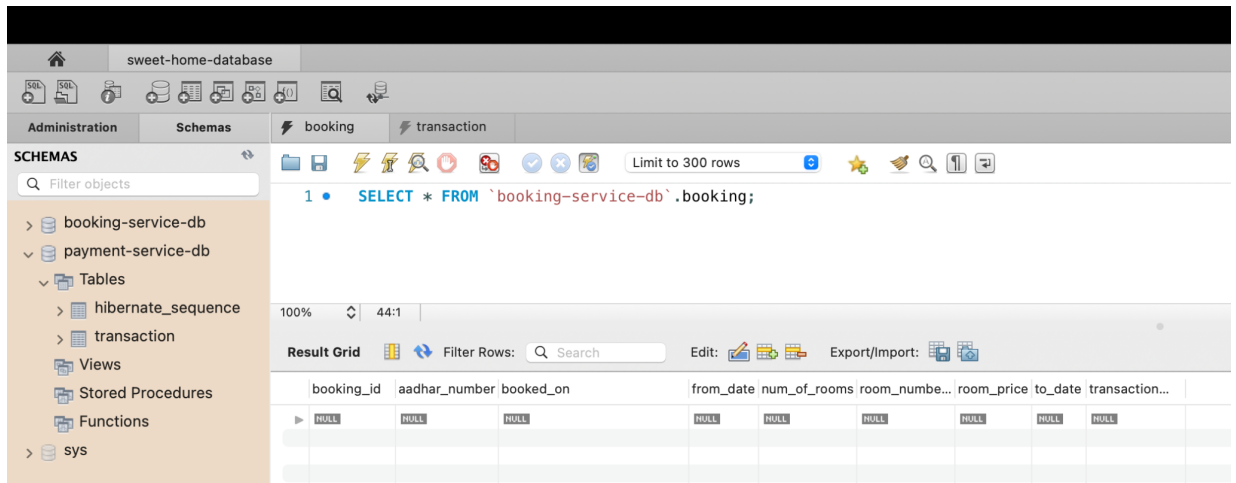 sweet-home-database
SQL SQL
Administration Schemas booking transaction
SCHEMAS
Filter objects
Limit to 300 rows
1 SELECT * FROM `booking-service-db`.booking;
booking-service-db
payment-service-db
Tables
hibernate_sequence
transaction
Views
Stored Procedures
Functions
sys
100% 44:1
Result Grid Filter Rows: Search Edit: Export/Import:
booking_id aadhar_number booked_on from_date num_of_rooms room_numbe... room_price to_date transaction...
NULL NULL NULL NULL NULL NULL NULL NULL NULL